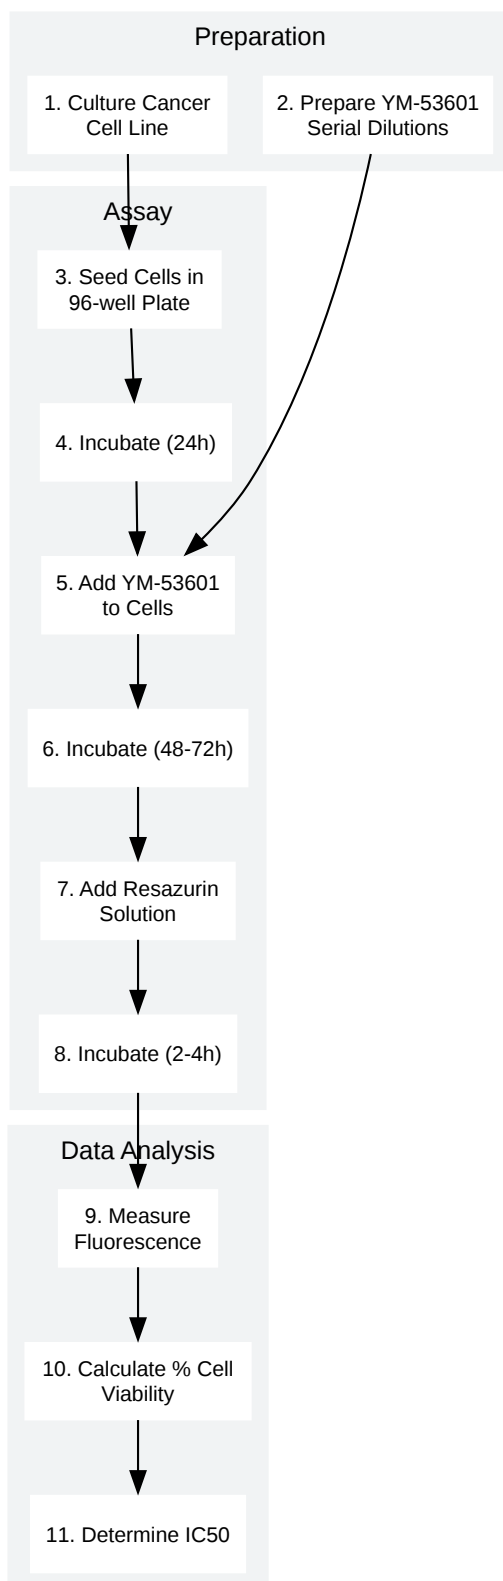 Preparation
1. Culture Cancer
Cell Line
2. Prepare YM-53601
Serial Dilutions
Assay
3. Seed Cells in
96-well Plate
4. Incubate (24h)
5. Add YM-53601
to Cells
6. Incubate (48-72h)
7. Add Resazurin
Solution
8. Incubate (2-4h)
Data Analysis
9. Measure
Fluorescence
10. Calculate % Cell
Viability
11. Determine IC50